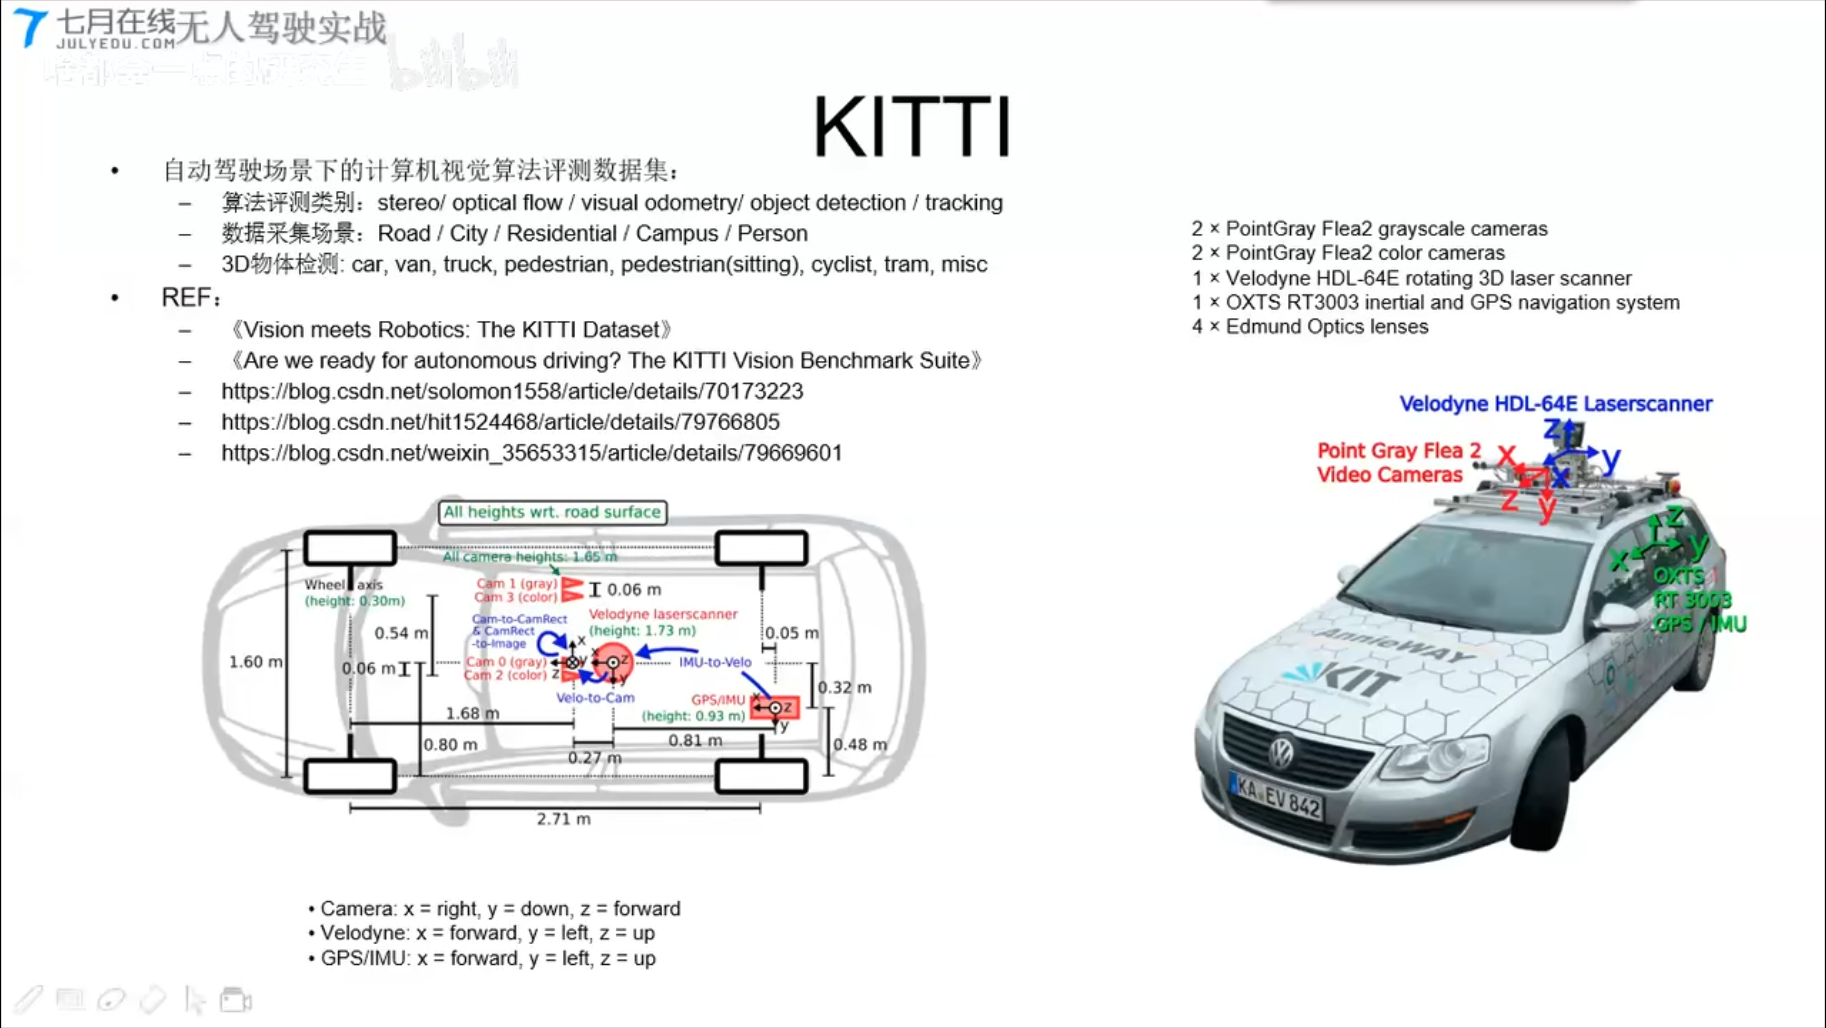 七月在线
JULYEDU.COM
无人驾驶实战
bilibili
KITTI
• 自动驾驶场景下的计算机视觉算法评测数据集：
– 算法评测类别：stereo/ optical flow / visual odometry/ object detection / tracking
– 数据采集场景：Road / City / Residential / Campus / Person
– 3D物体检测: car, van, truck, pedestrian, pedestrian(sitting), cyclist, tram, misc
• REF：
– 《Vision meets Robotics: The KITTI Dataset》
– 《Are we ready for autonomous driving? The KITTI Vision Benchmark Suite》
– https://blog.csdn.net/solomon1558/article/details/70173223
– https://blog.csdn.net/hit1524468/article/details/79766805
– https://blog.csdn.net/weixin_35653315/article/details/79669601
2 × PointGray Flea2 grayscale cameras
2 × PointGray Flea2 color cameras
1 × Velodyne HDL-64E rotating 3D laser scanner
1 × OXTS RT3003 inertial and GPS navigation system
4 × Edmund Optics lenses
All heights wrt. road surface
All camera heights: 1.65 m
Wheel axis
(height: 0.30m)
Cam 1 (gray)
Cam 3 (color)
0.06 m
Velodyne laserscanner
(height: 1.73 m)
Cam-to-CamRect
& CamRect
-to-Image
0.54 m
0.05 m
1.60 m
0.06 m
Cam 0 (gray)
Cam 2 (color)
x
y
z
x
z
y
IMU-to-Velo
Velo-to-Cam
0.32 m
GPS/IMU
(height: 0.93 m)
x
z
y
1.68 m
0.80 m
0.81 m
0.27 m
0.48 m
2.71 m
Velodyne HDL-64E Laserscanner
Point Gray Flea 2
Video Cameras
z
y
x
x
z
y
z
y
x
OXTS
RT 3003
GPS / IMU
AnnieWAY
KIT
KA EV 842
• Camera: x = right, y = down, z = forward
• Velodyne: x = forward, y = left, z = up
• GPS/IMU: x = forward, y = left, z = up